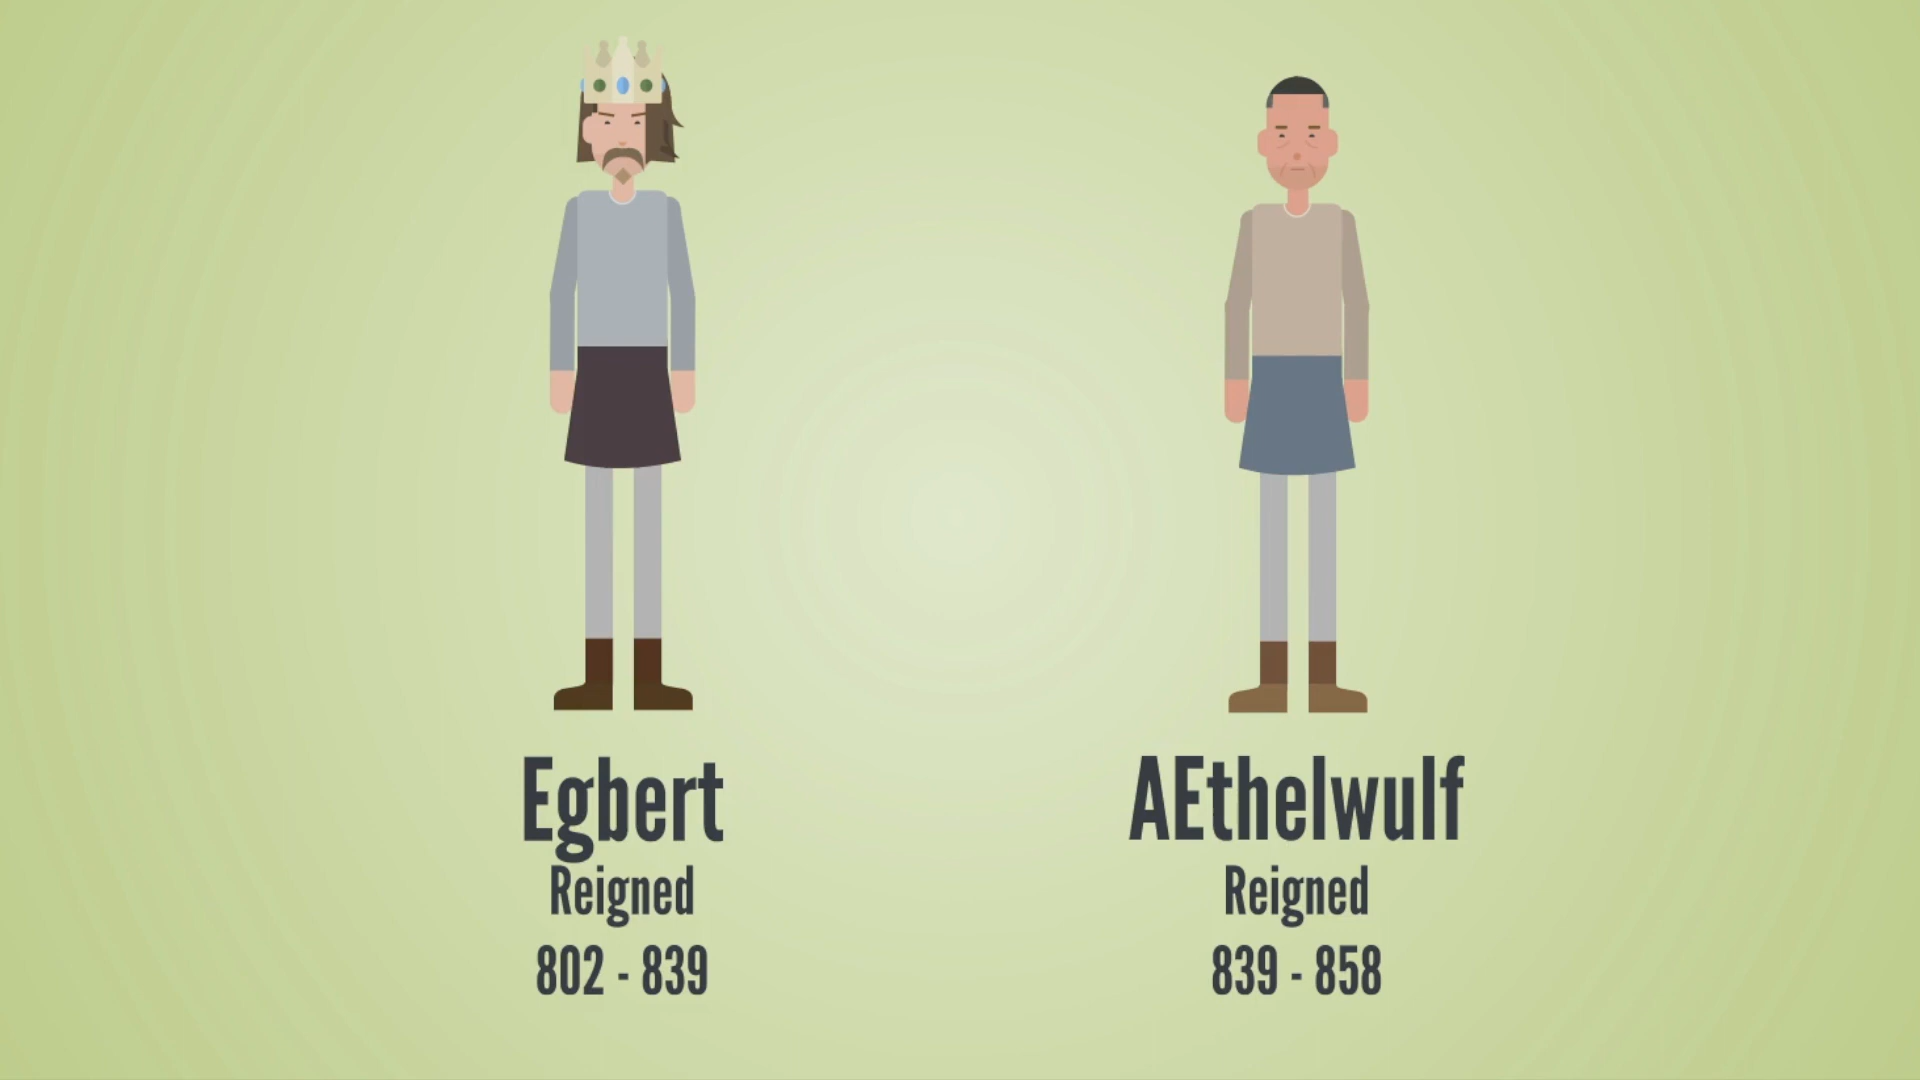 Egbert
Reigned
802 - 839
AEthelwulf
Reigned
839 - 858